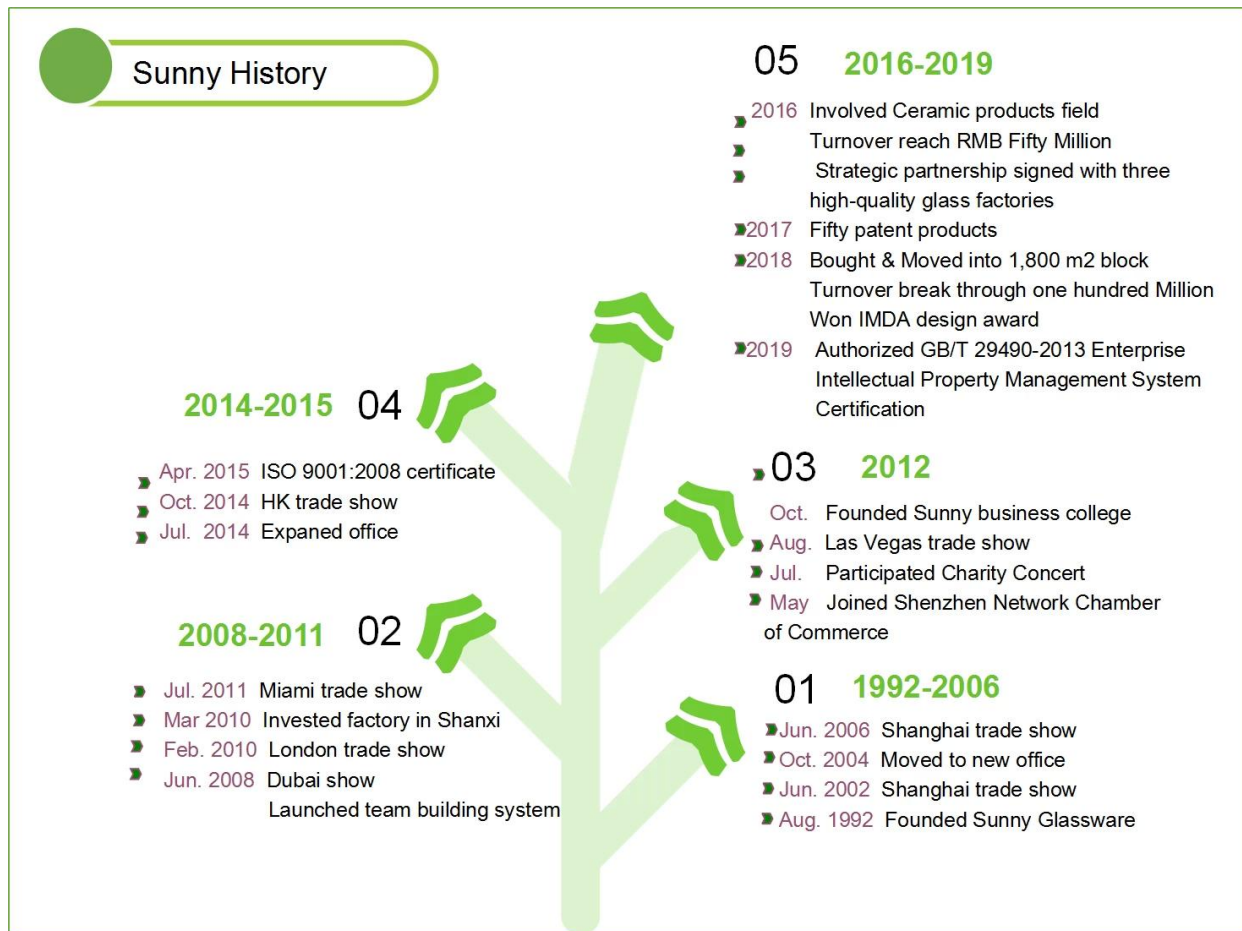 Sunny History
05 2016-2019
2016 Involved Ceramic products field
Turnover reach RMB Fifty Million
Strategic partnership signed with three
high-quality glass factories
2017 Fifty patent products
2018 Bought & Moved into 1,800 m2 block
Turnover break through one hundred Million
Won IMDA design award
2019 Authorized GB/T 29490-2013 Enterprise
Intellectual Property Management System
Certification
2014-2015 04
Apr. 2015 ISO 9001:2008 certificate
Oct. 2014 HK trade show
Jul. 2014 Expaned office
03 2012
Oct. Founded Sunny business college
Aug. Las Vegas trade show
Jul. Participated Charity Concert
May Joined Shenzhen Network Chamber
of Commerce
2008-2011 02
Jul. 2011 Miami trade show
Mar 2010 Invested factory in Shanxi
Feb. 2010 London trade show
Jun. 2008 Dubai show
Launched team building system
01 1992-2006
Jun. 2006 Shanghai trade show
Oct. 2004 Moved to new office
Jun. 2002 Shanghai trade show
Aug. 1992 Founded Sunny Glassware